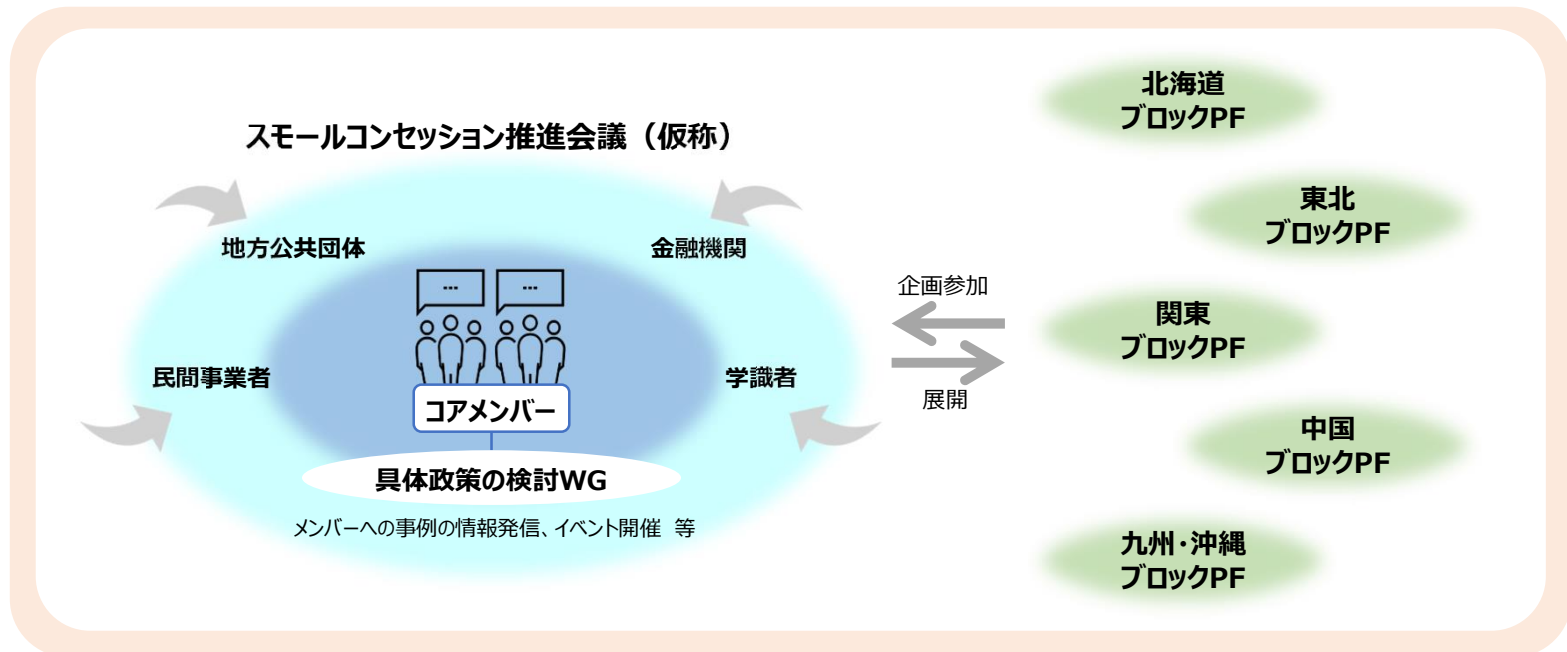 スモールコンセッション推進会議（仮称）
地方公共団体
金融機関
...
...
民間事業者
学識者
コアメンバー
具体政策の検討WG
メンバーへの事例の情報発信、イベント開催　等
企画参加
展開
北海道
ブロックPF
東北
ブロックPF
関東
ブロックPF
中国
ブロックPF
九州・沖縄
ブロックPF